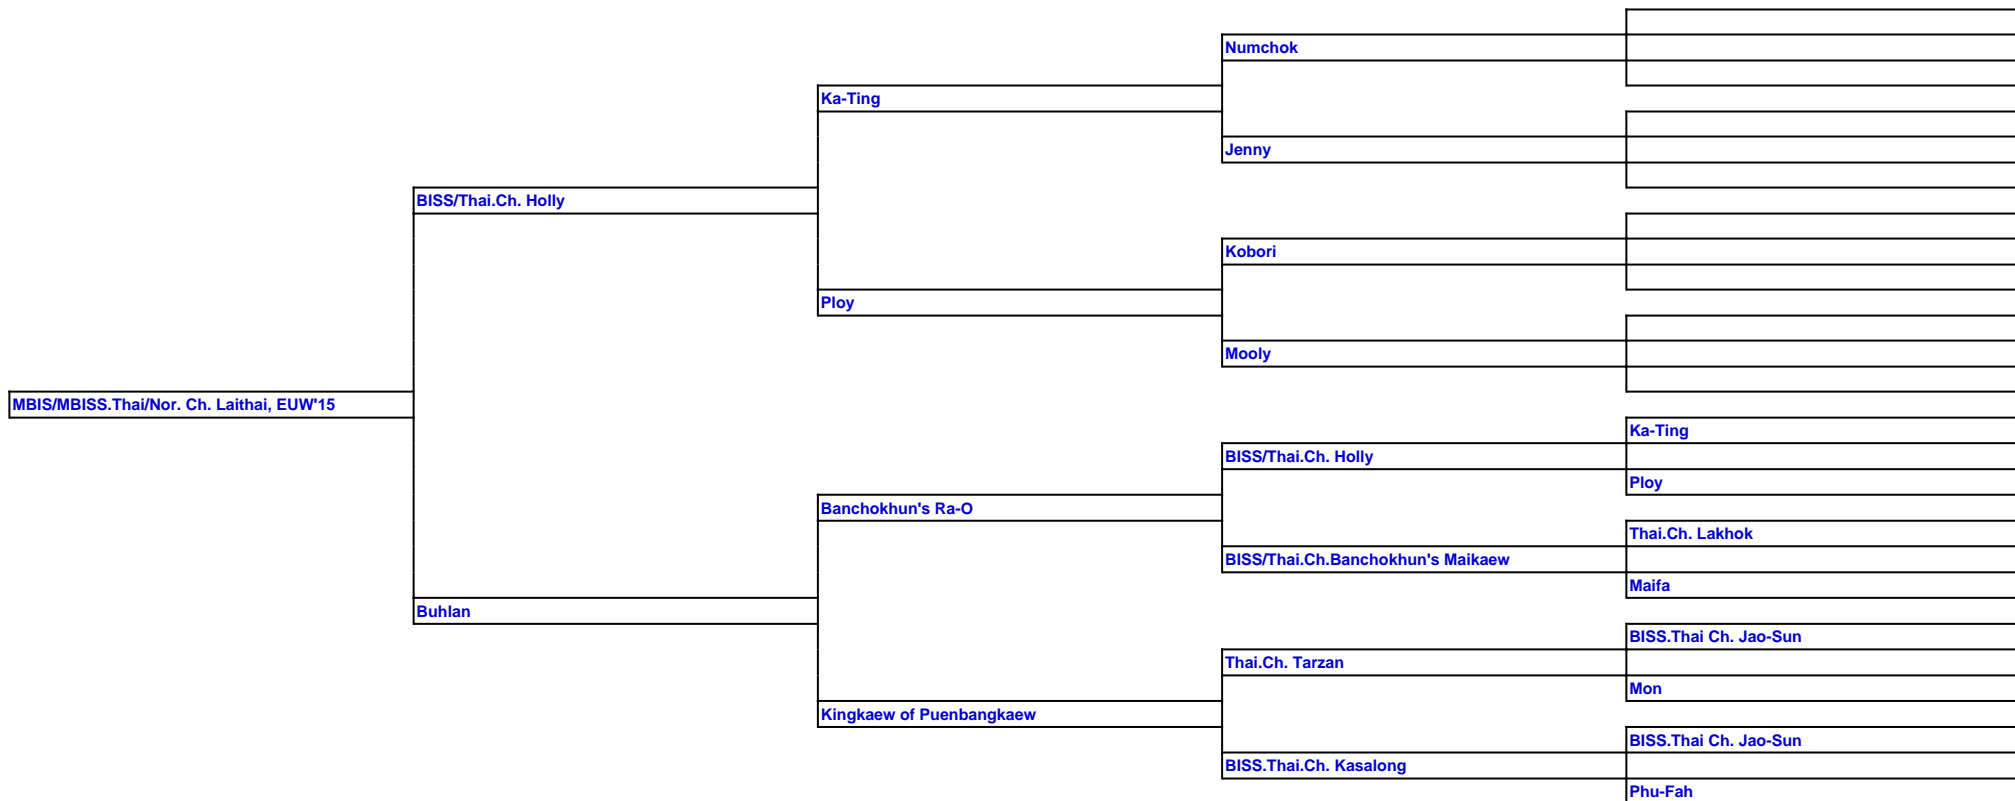 Numchok
Ka-Ting
Jenny
BISS/Thai.Ch. Holly
Kobori
Ploy
Mooly
MBIS/MBISS.Thai/Nor. Ch. Laithai, EUW'15
Ka-Ting
BISS/Thai.Ch. Holly
Ploy
Banchokhun's Ra-O
Thai.Ch. Lakhok
BISS/Thai.Ch.Banchokhun's Maikaew
Maifa
Buhlan
BISS.Thai Ch. Jao-Sun
Thai.Ch. Tarzan
Mon
Kingkaew of Puenbangkaew
BISS.Thai Ch. Jao-Sun
BISS.Thai.Ch. Kasalong
Phu-Fah